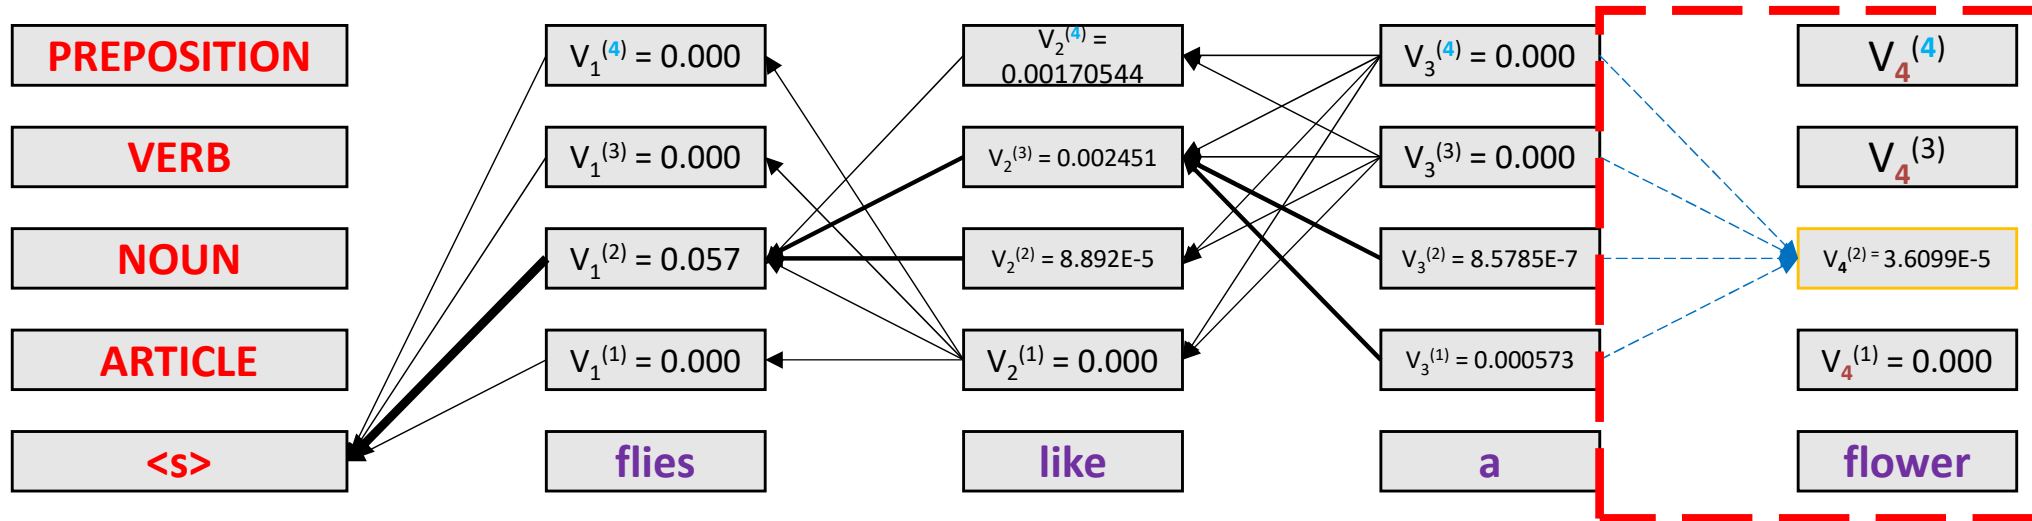 PREPOSITION
V₁⁽⁴⁾ = 0.000
V₂⁽⁴⁾ =
0.00170544
V₃⁽⁴⁾ = 0.000
V₄⁽⁴⁾
VERB
V₁⁽³⁾ = 0.000
V₂⁽³⁾ = 0.002451
V₃⁽³⁾ = 0.000
V₄⁽³⁾
NOUN
V₁⁽²⁾ = 0.057
V₂⁽²⁾ = 8.892E-5
V₃⁽²⁾ = 8.5785E-7
V₄⁽²⁾ = 3.6099E-5
ARTICLE
V₁⁽¹⁾ = 0.000
V₂⁽¹⁾ = 0.000
V₃⁽¹⁾ = 0.000573
V₄⁽¹⁾ = 0.000
<s>
flies
like
a
flower